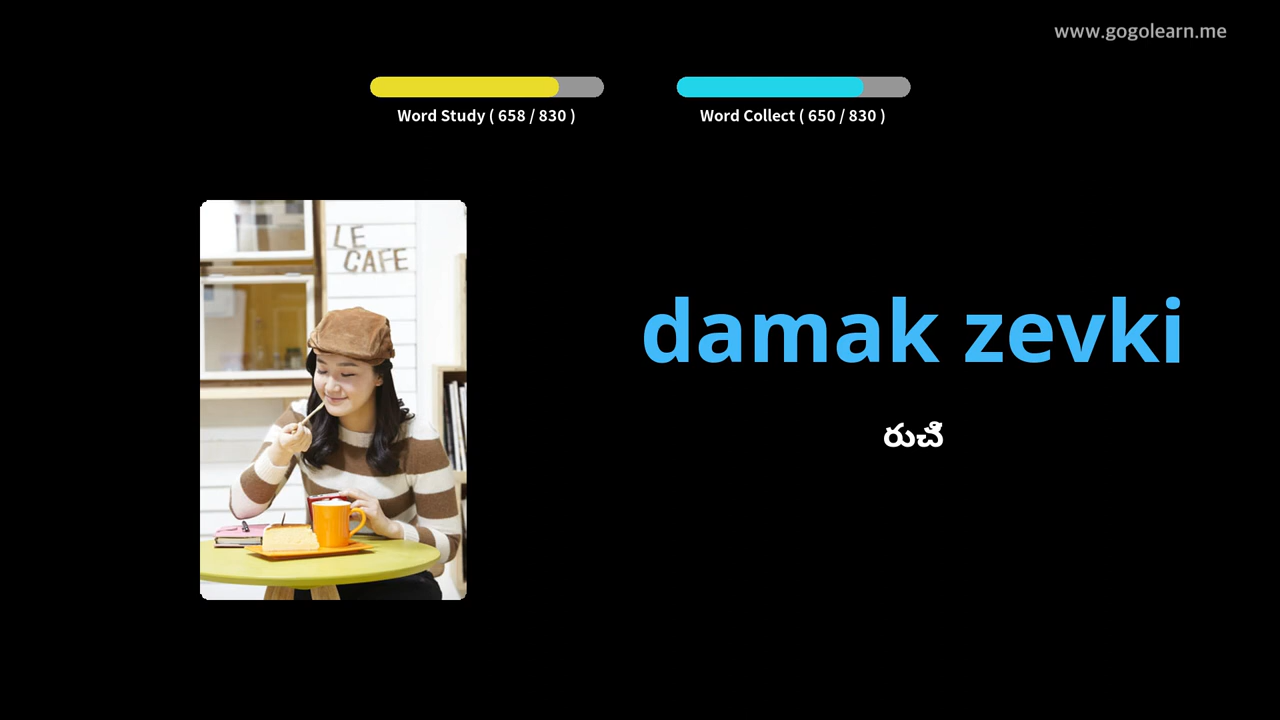 www.gogolearn.me
Word Study ( 658 / 830 )
Word Collect ( 650 / 830 )
LE
CAFE
damak zevki
రుచి